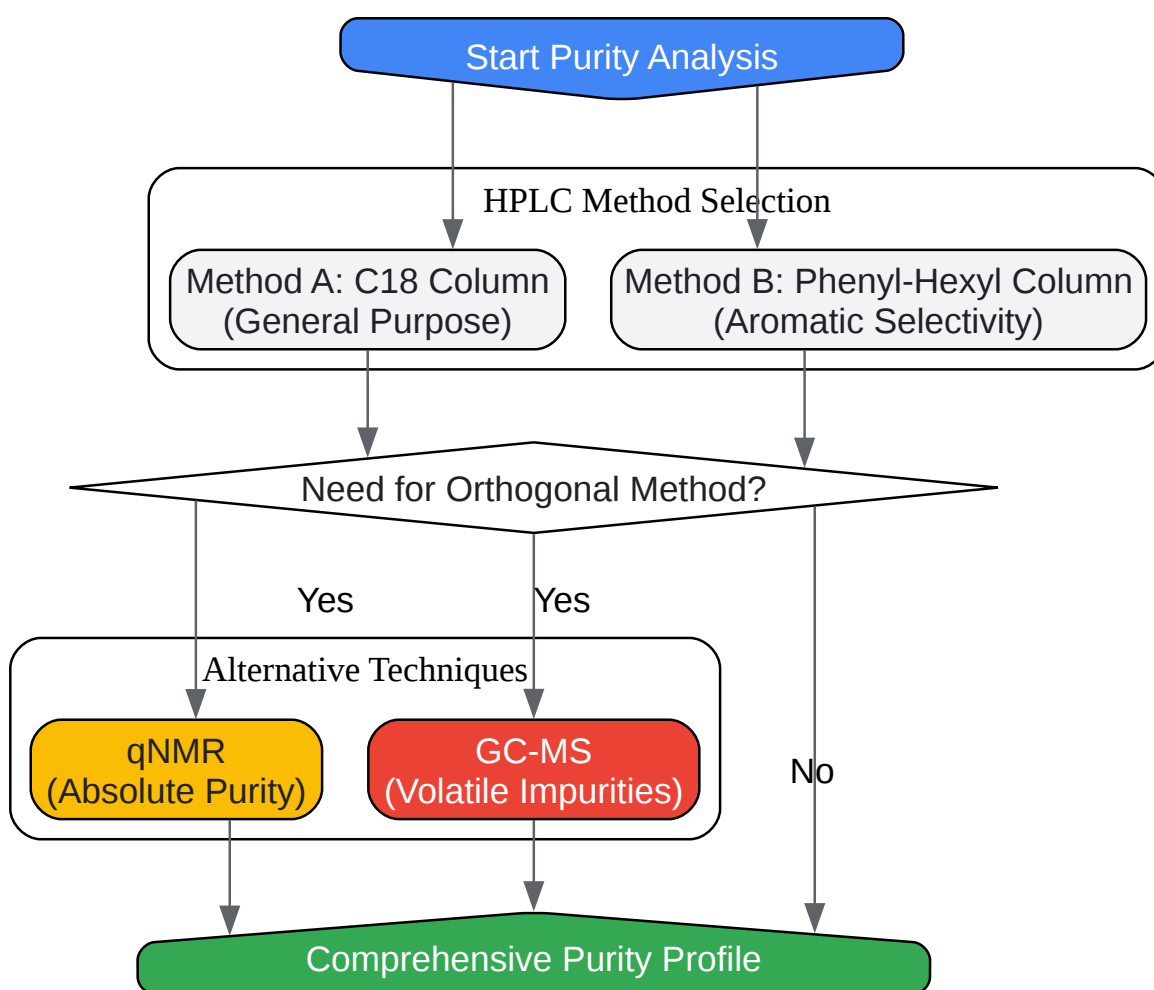 Start Purity Analysis
HPLC Method Selection
Method A: C18 Column
(General Purpose)
Method B: Phenyl-Hexyl Column
(Aromatic Selectivity)
Need for Orthogonal Method?
Yes
Yes
Alternative Techniques
qNMR
(Absolute Purity)
GC-MS
(Volatile Impurities)
No
Comprehensive Purity Profile